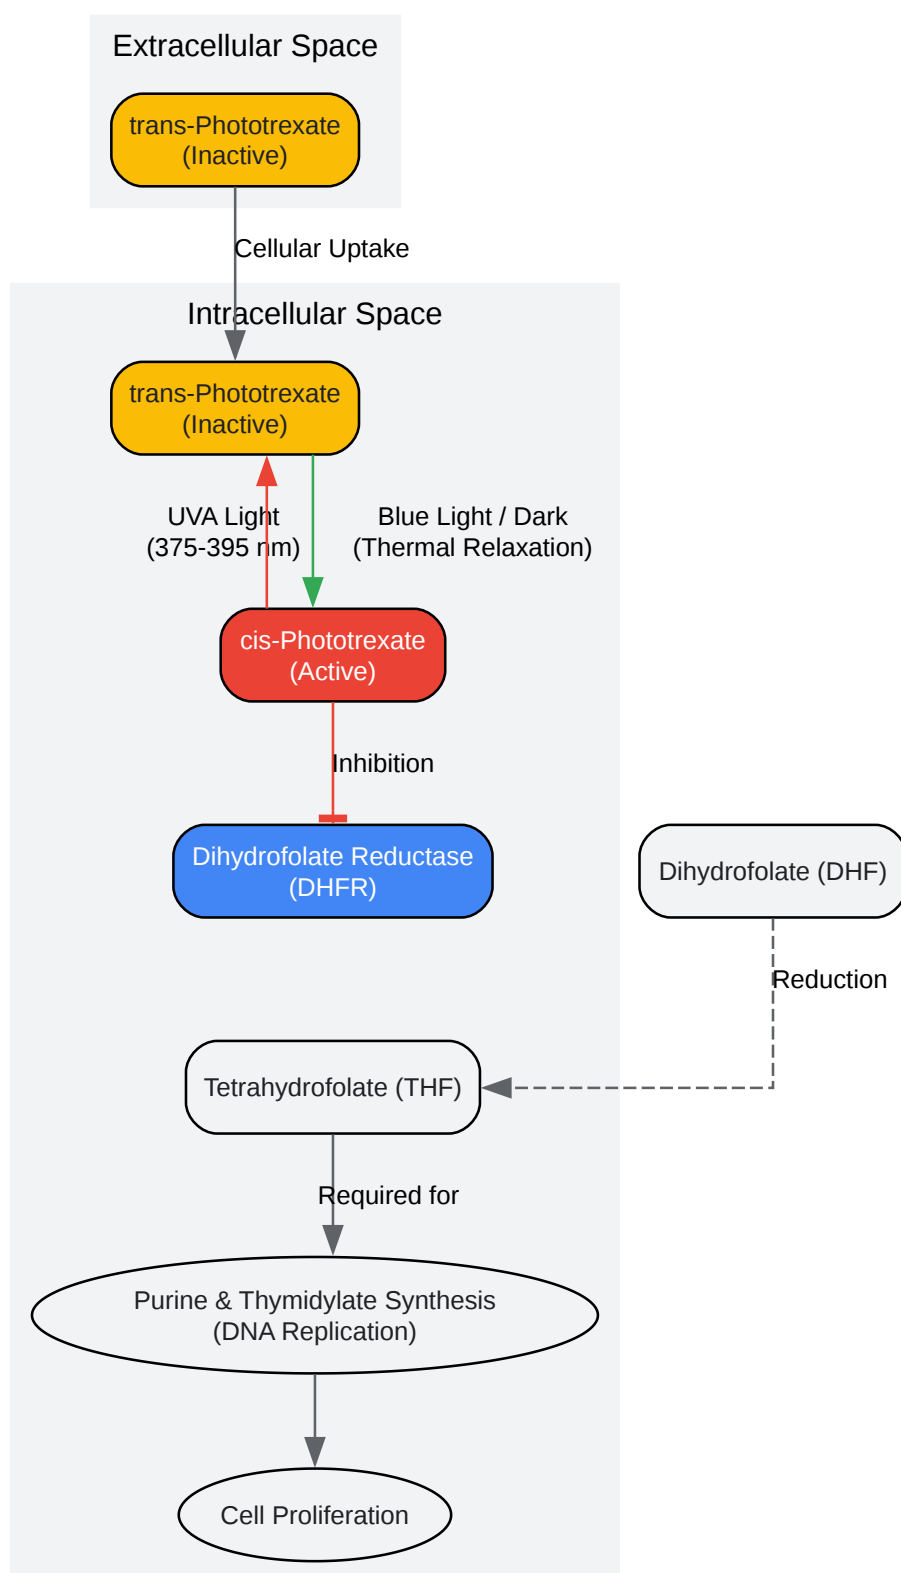 Extracellular Space
trans-Phototrexate
(Inactive)
Cellular Uptake
Intracellular Space
trans-Phototrexate
(Inactive)
UVA Light
(375-395 nm)
Blue Light / Dark
(Thermal Relaxation)
cis-Phototrexate
(Active)
Inhibition
Dihydrofolate Reductase
(DHFR)
Dihydrofolate (DHF)
Reduction
Tetrahydrofolate (THF)
Required for
Purine & Thymidylate Synthesis
(DNA Replication)
Cell Proliferation